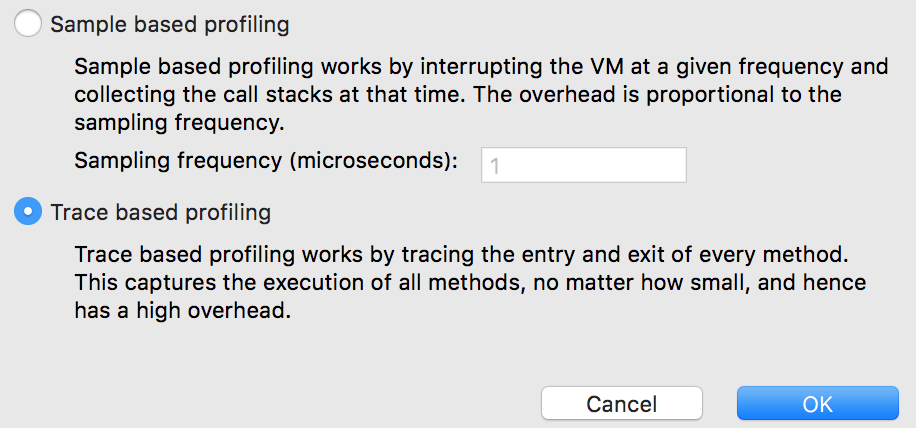 Sample based profiling
Sample based profiling works by interrupting the VM at a given frequency and
collecting the call stacks at that time. The overhead is proportional to the
sampling frequency.
Sampling frequency (microseconds): 1
Trace based profiling
Trace based profiling works by tracing the entry and exit of every method.
This captures the execution of all methods, no matter how small, and hence
has a high overhead.
Cancel OK